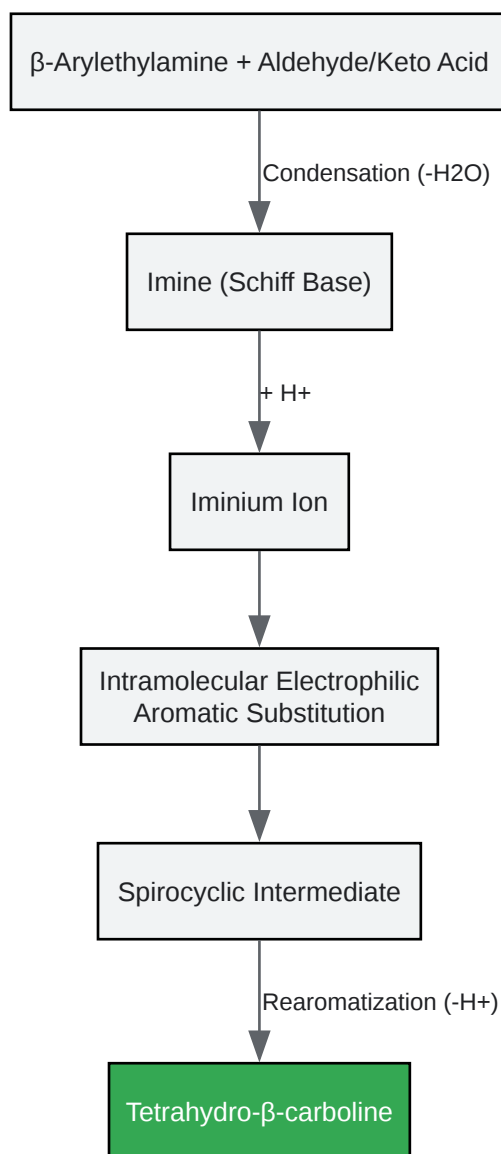 β-Arylethylamine + Aldehyde/Keto Acid
Condensation (-H2O)
Imine (Schiff Base)
+ H+
Iminium Ion
Intramolecular Electrophilic
Aromatic Substitution
Spirocyclic Intermediate
Rearomatization (-H+)
Tetrahydro-β-carboline